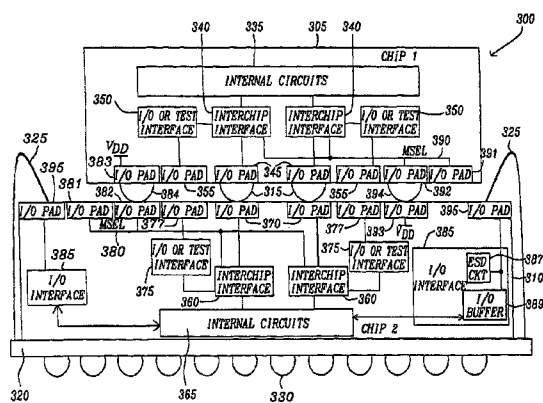 340 335 305 340 300
CHIP 1
INTERNAL CIRCUITS
350 I/O OR TEST INTERFACE INTERCHIP INTERFACE INTERCHIP INTERFACE I/O OR TEST INTERFACE 350
325 VDD 390 325
395 383 345 MSEL 391
I/O PAD I/O PAD I/O PAD I/O PAD I/O PAD I/O PAD I/O PAD
381 382 384 355 315 355 394 392
I/O PAD I/O PAD I/O PAD I/O PAD I/O PAD I/O PAD I/O PAD I/O PAD 395 I/O PAD
MSEL 377 370 377
380 393 VDD 385
385 I/O OR TEST INTERFACE 375 I/O OR TEST INTERFACE ESD CKT 387
I/O INTERFACE 375 INTERCHIP INTERFACE INTERCHIP INTERFACE I/O INTERFACE 310
360 360 I/O BUFFER 389
INTERNAL CIRCUITS
CHIP 2
320 365 330